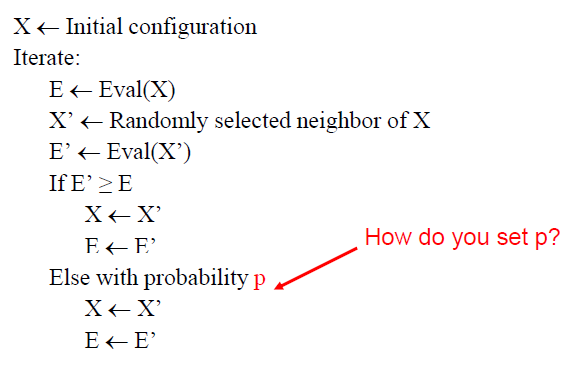 X ← Initial configuration
Iterate:
E ← Eval(X)
X’ ← Randomly selected neighbor of X
E’ ← Eval(X’)
If E’ ≥ E
X ← X’
E ← E’
How do you set p?
Else with probability p
X ← X’
E ← E’